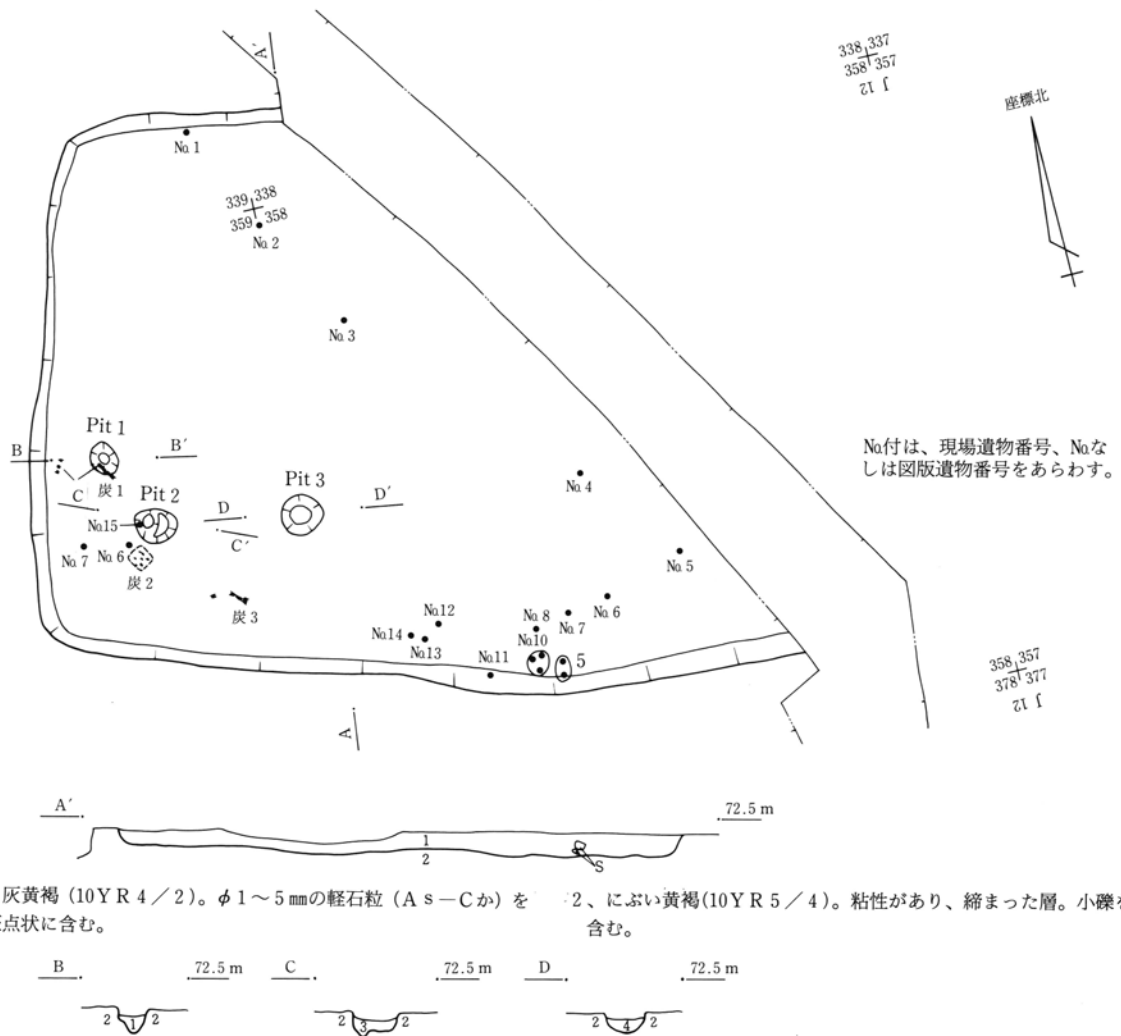 A′
338 337
358 357
J 12
座標北
No.1
339 338
359 358
No.2
No.3
Pit 1
B
B′
No付は、現場遺物番号、Noな
しは図版遺物番号をあらわす。
No.4
C
炭1
Pit 2
Pit 3
D
D′
No.15
C′
No.7
No.6
炭2
No.5
炭3
No.6
No.7
No.8
No.12
No.14
No.13
No.10
No.11
5
358 357
378 377
J 12
A
A′
72.5 m
1
2
S
灰黄褐(10YR4/2)。φ1~5㎜の軽石粒(As-Cか)を
点状に含む。
2、にぶい黄褐(10YR5/4)。粘性があり、締まった層。小礫
含む。
B
72.5 m
C
72.5 m
D
72.5 m
2
1
2
2
3
2
2
4
2